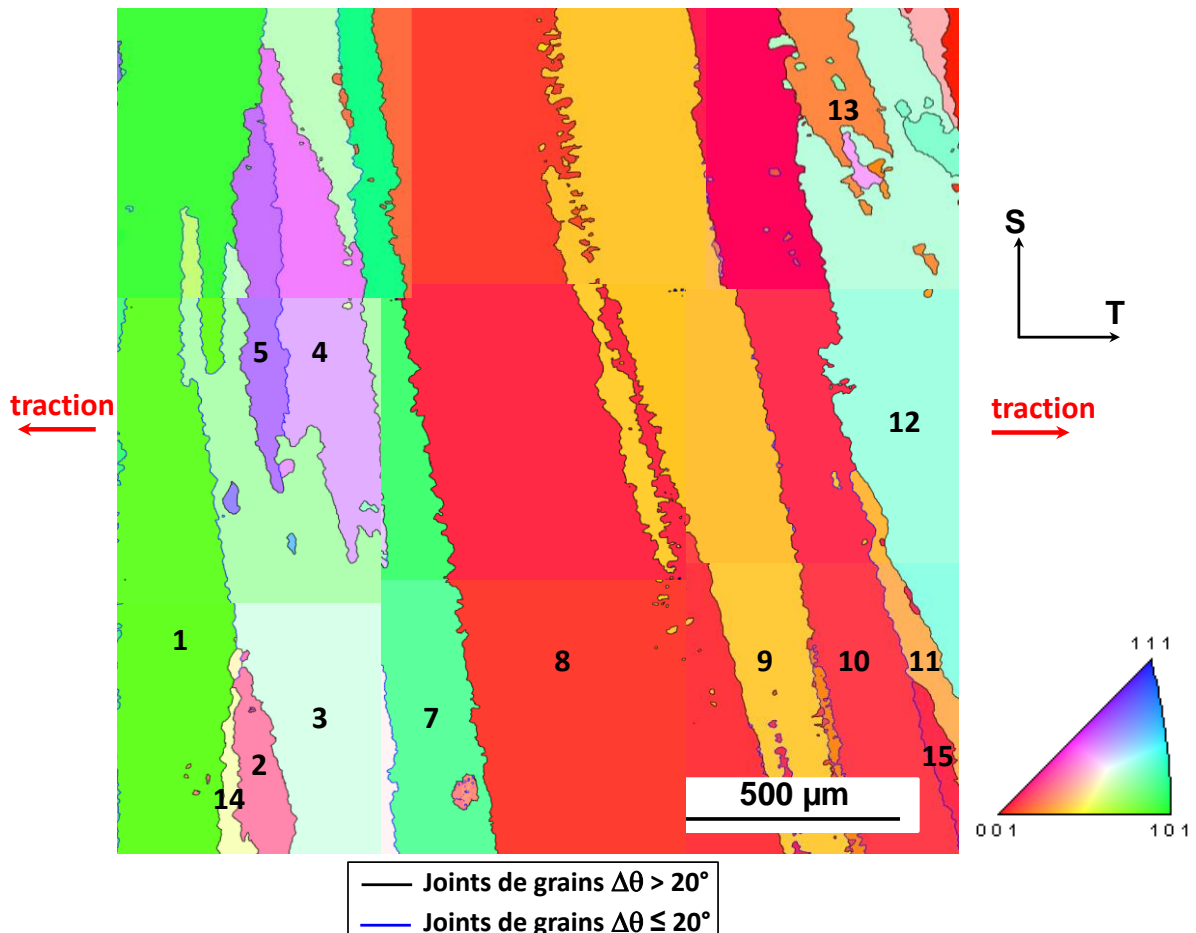 13
S
T
5
4
traction
traction
12
1
8
9
10
11
111
3
7
2
15
14
500 µm
001
101
Joints de grains Δθ > 20°
Joints de grains Δθ ≤ 20°